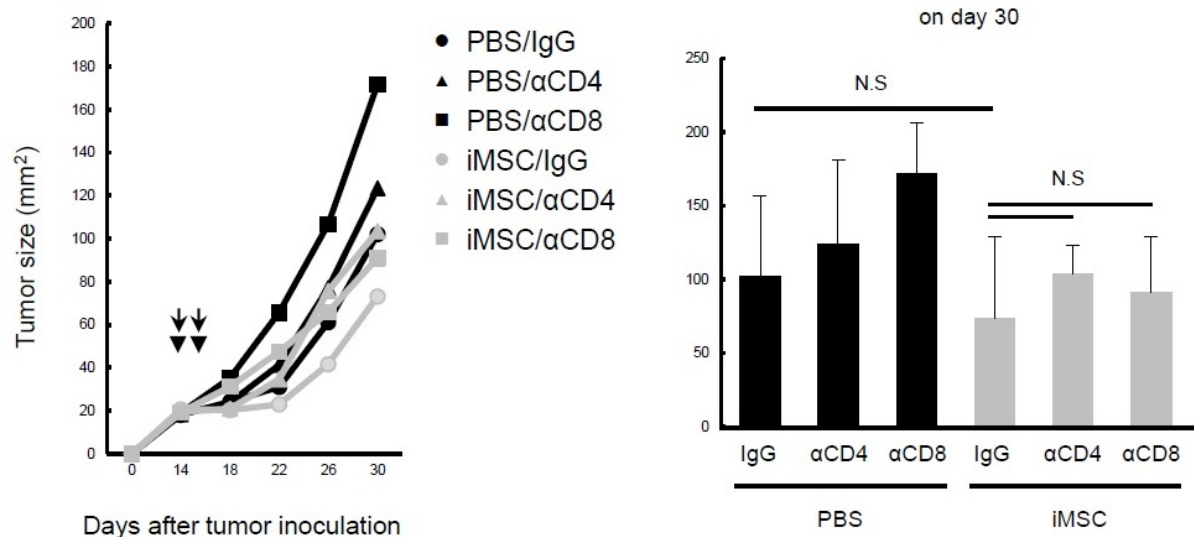 200
180
160
140
120
100
80
60
40
20
0
Tumor size (mm²)
0 14 18 22 26 30
Days after tumor inoculation
PBS/IgG
PBS/αCD4
PBS/αCD8
iMSC/IgG
iMSC/αCD4
iMSC/αCD8
on day 30
250
200
150
100
50
0
N.S
N.S
IgG αCD4 αCD8 IgG αCD4 αCD8
PBS iMSC